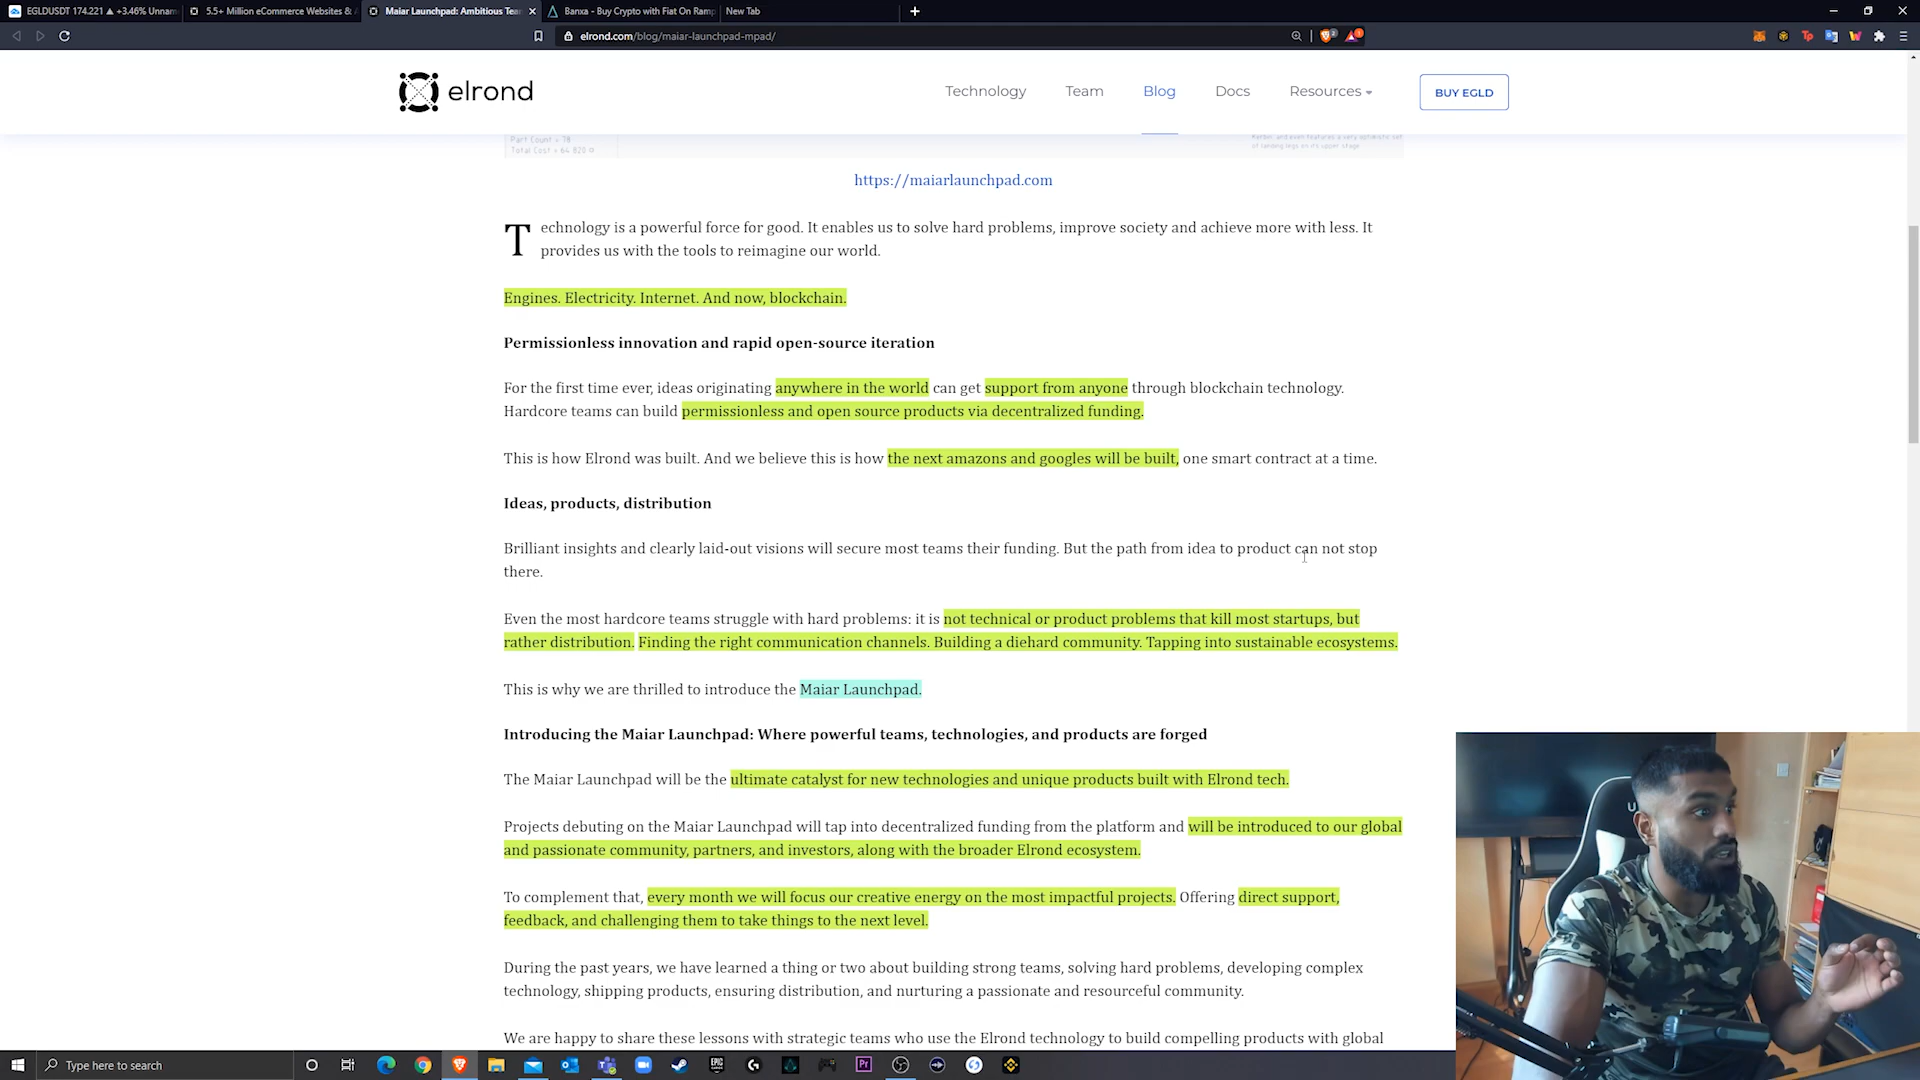 EGLDUSDT 174.221 ▲ +3.46% Unnam
5.5+ Million eCommerce Websites &
Maiar Launchpad: Ambitious Tea
Banxa - Buy Crypto with Fiat On Ramp
New Tab
elrond.com/blog/maiar-launchpad-mpad/
elrond
Technology
Team
Blog
Docs
Resources
BUY EGLD
Part Count = 78
Total Cost = 64 820
of landing legs on its upper stage
https://maiarlaunchpad.com
Technology is a powerful force for good. It enables us to solve hard problems, improve society and achieve more with less. It
provides us with the tools to reimagine our world.
Engines. Electricity. Internet. And now, blockchain.
Permissionless innovation and rapid open-source iteration
For the first time ever, ideas originating anywhere in the world can get support from anyone through blockchain technology.
Hardcore teams can build permissionless and open source products via decentralized funding.
This is how Elrond was built. And we believe this is how the next amazons and googles will be built, one smart contract at a time.
Ideas, products, distribution
Brilliant insights and clearly laid-out visions will secure most teams their funding. But the path from idea to product can not stop
there.
Even the most hardcore teams struggle with hard problems: it is not technical or product problems that kill most startups, but
rather distribution. Finding the right communication channels. Building a diehard community. Tapping into sustainable ecosystems.
This is why we are thrilled to introduce the Maiar Launchpad.
Introducing the Maiar Launchpad: Where powerful teams, technologies, and products are forged
The Maiar Launchpad will be the ultimate catalyst for new technologies and unique products built with Elrond tech.
Projects debuting on the Maiar Launchpad will tap into decentralized funding from the platform and will be introduced to our global
and passionate community, partners, and investors, along with the broader Elrond ecosystem.
To complement that, every month we will focus our creative energy on the most impactful projects. Offering direct support,
feedback, and challenging them to take things to the next level.
During the past years, we have learned a thing or two about building strong teams, solving hard problems, developing complex
technology, shipping products, ensuring distribution, and nurturing a passionate and resourceful community.
We are happy to share these lessons with strategic teams who use the Elrond technology to build compelling products with global
Type here to search